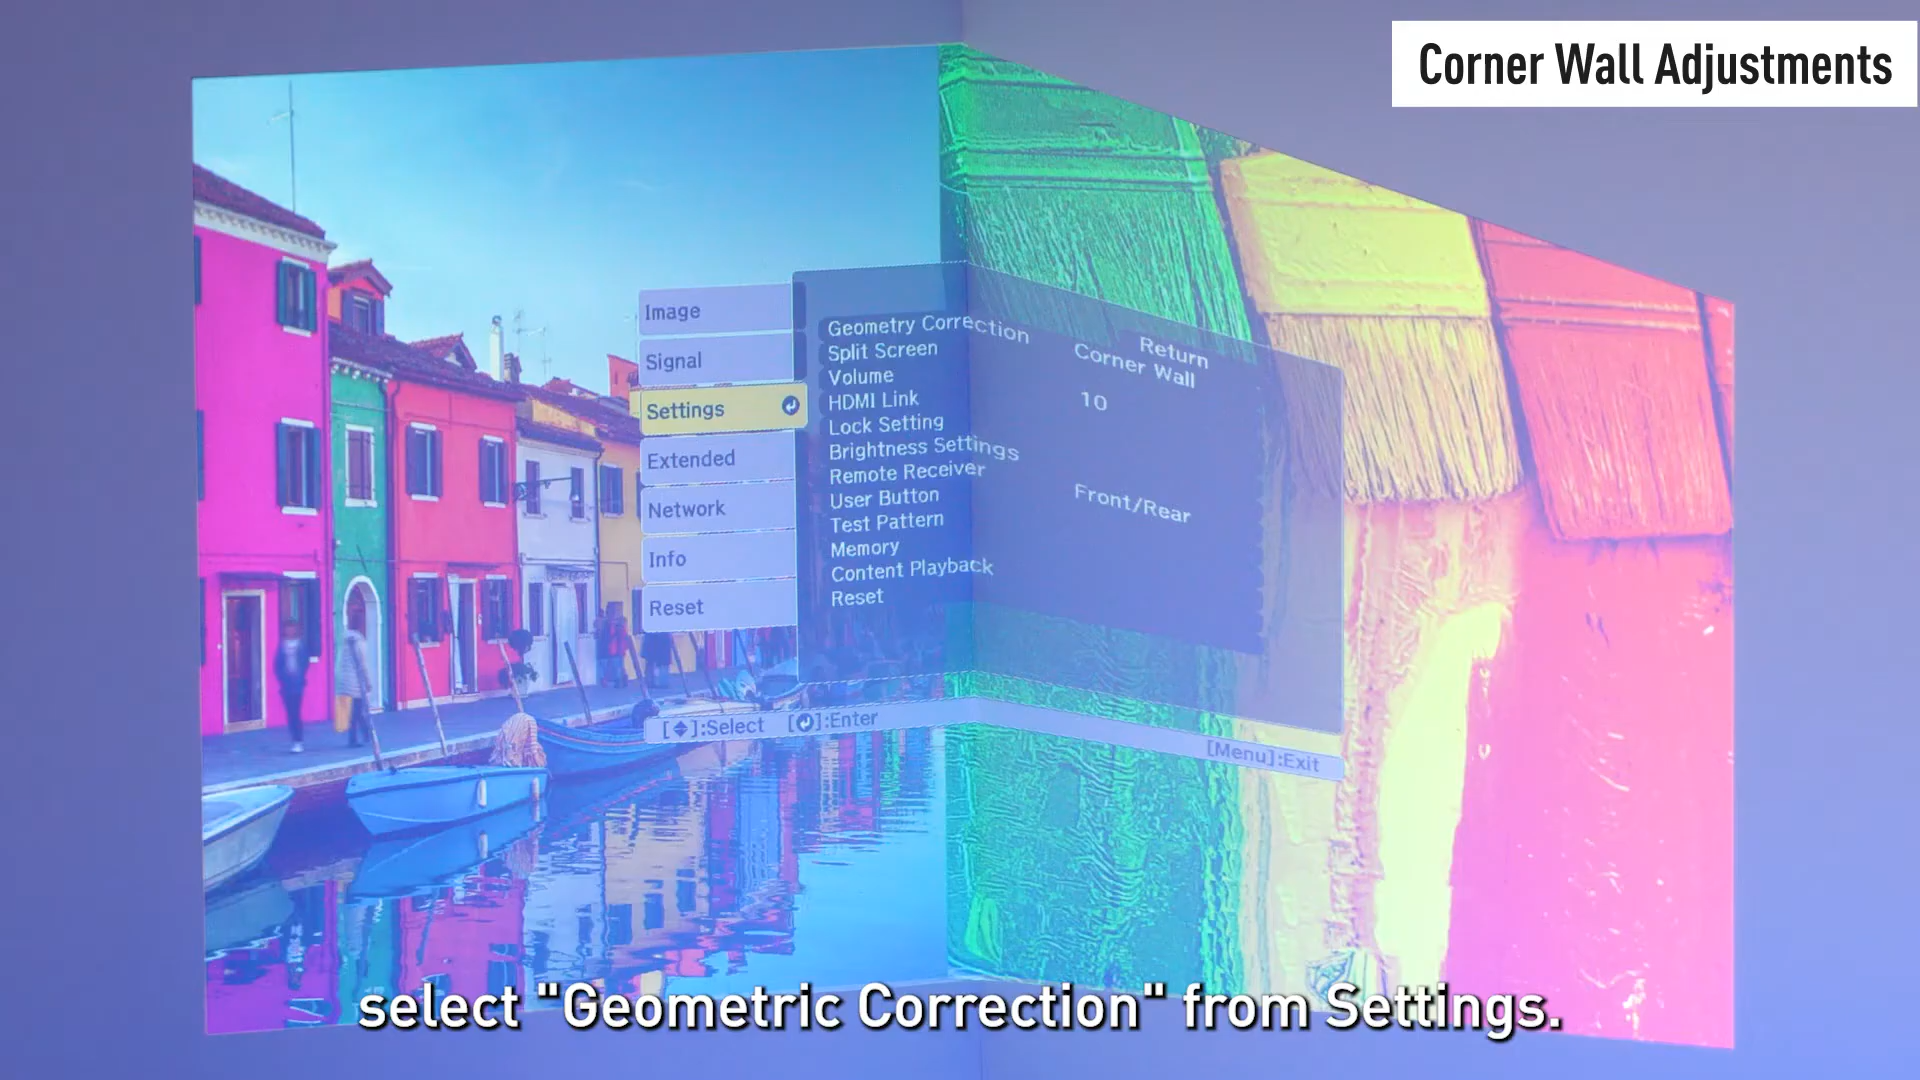 Corner Wall Adjustments
Image
Signal
Settings
Extended
Network
Info
Reset
Return
Geometry Correction Corner Wall
Split Screen
Volume 10
HDMI Link
Lock Setting
Brightness Settings
Remote Receiver Front/Rear
User Button
Test Pattern
Memory
Content Playback
Reset
[ ]:Select [ ]:Enter [Menu]:Exit
select "Geometric Correction" from Settings.